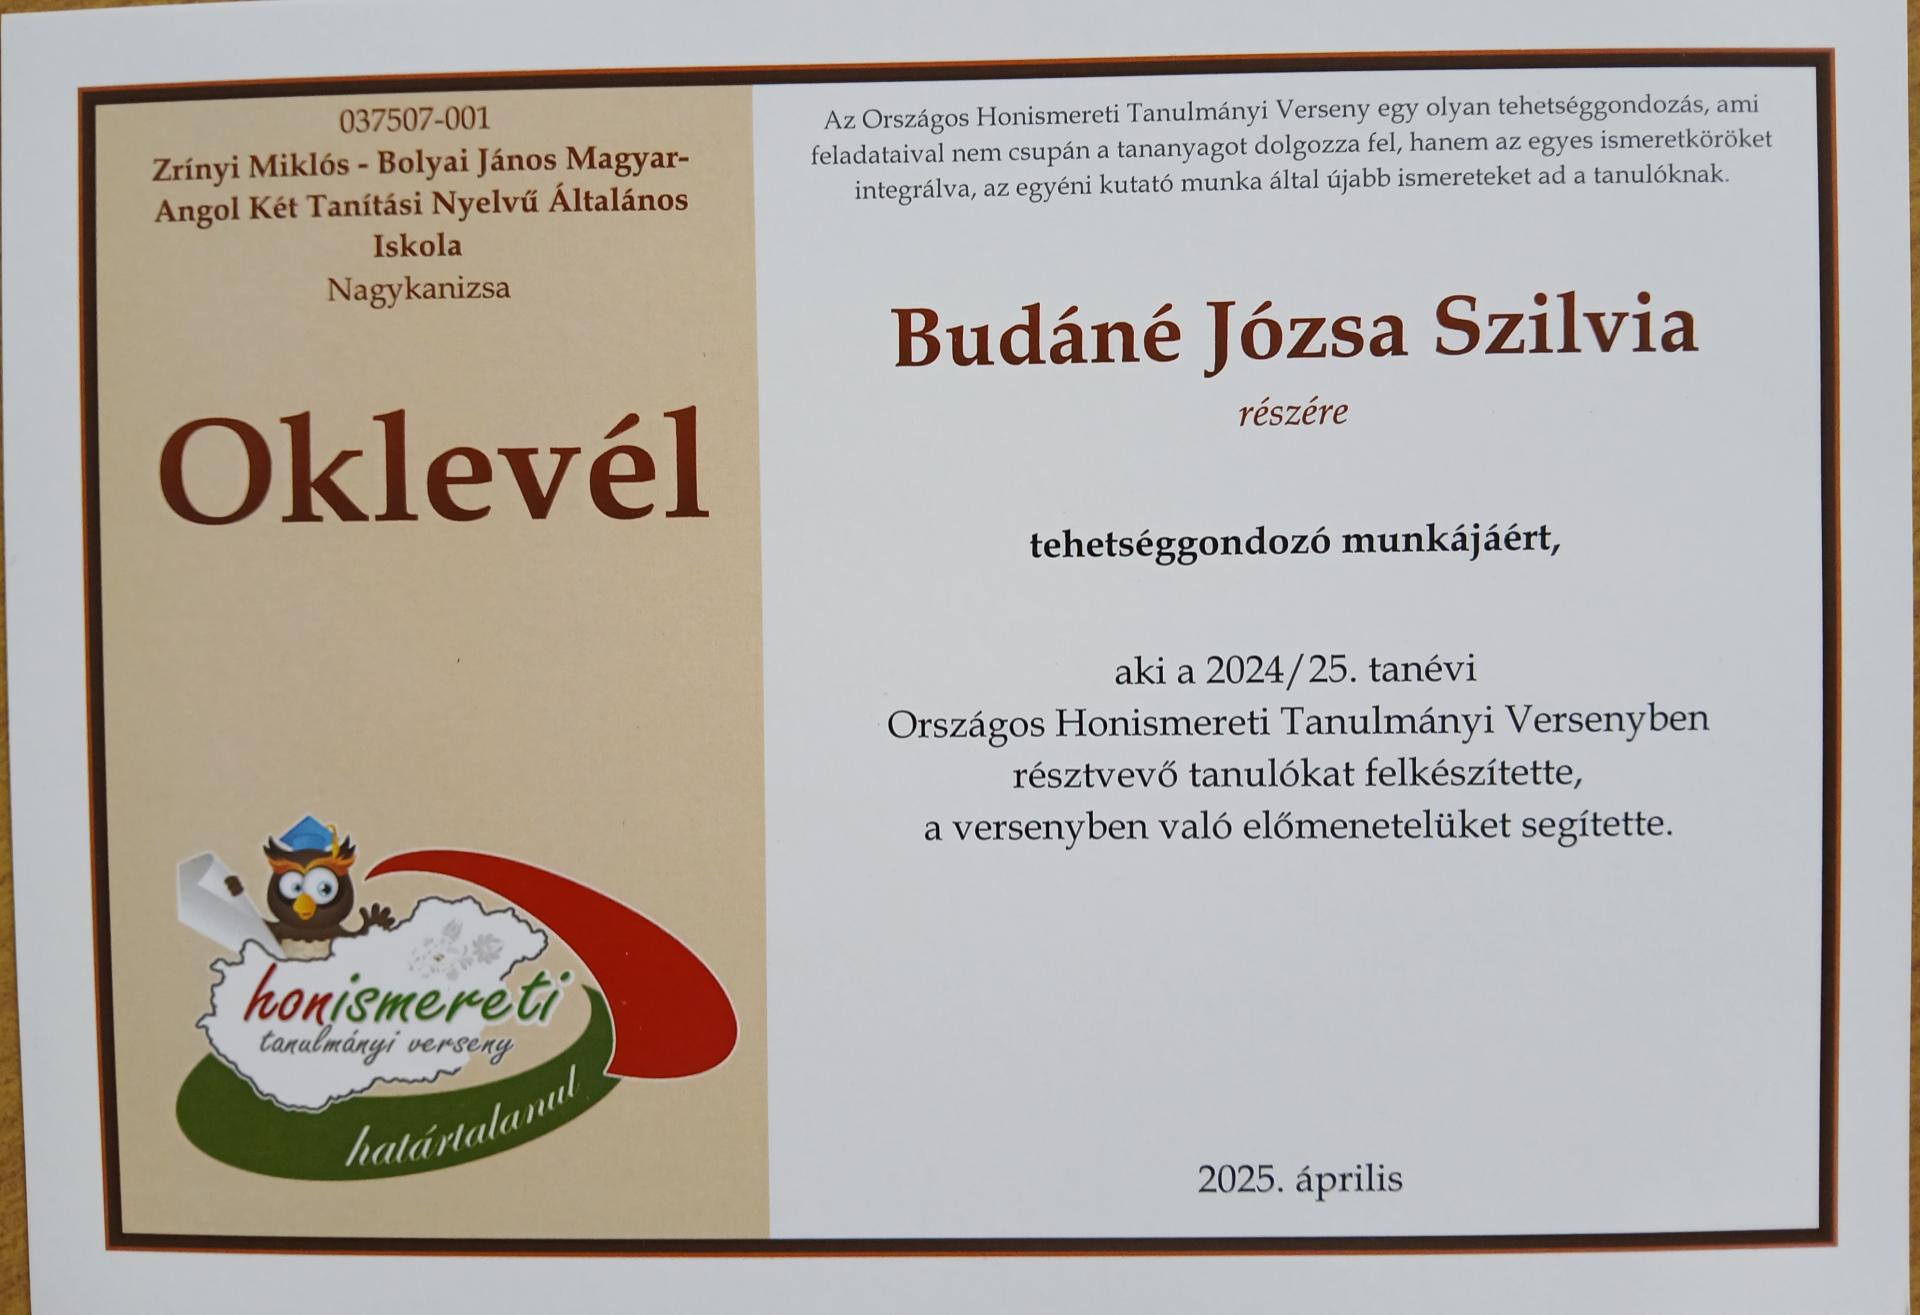 037507-001
Zrínyi Miklós - Bolyai János Magyar-
Angol Két Tanítási Nyelvű Általános
Iskola
Nagykanizsa
Oklevél
honismereti
tanulmányi verseny
határtalanul
Az Országos Honismereti Tanulmányi Verseny egy olyan tehetséggondozás, ami
feladataival nem csupán a tananyagot dolgozza fel, hanem az egyes ismeretköröket
integrálva, az egyéni kutató munka által újabb ismereteket ad a tanulóknak.
Budáné Józsa Szilvia
részére
tehetséggondozó munkájáért,
aki a 2024/25. tanévi
Országos Honismereti Tanulmányi Versenyben
résztvevő tanulókat felkészítette,
a versenyben való előmenetelüket segítette.
2025. április